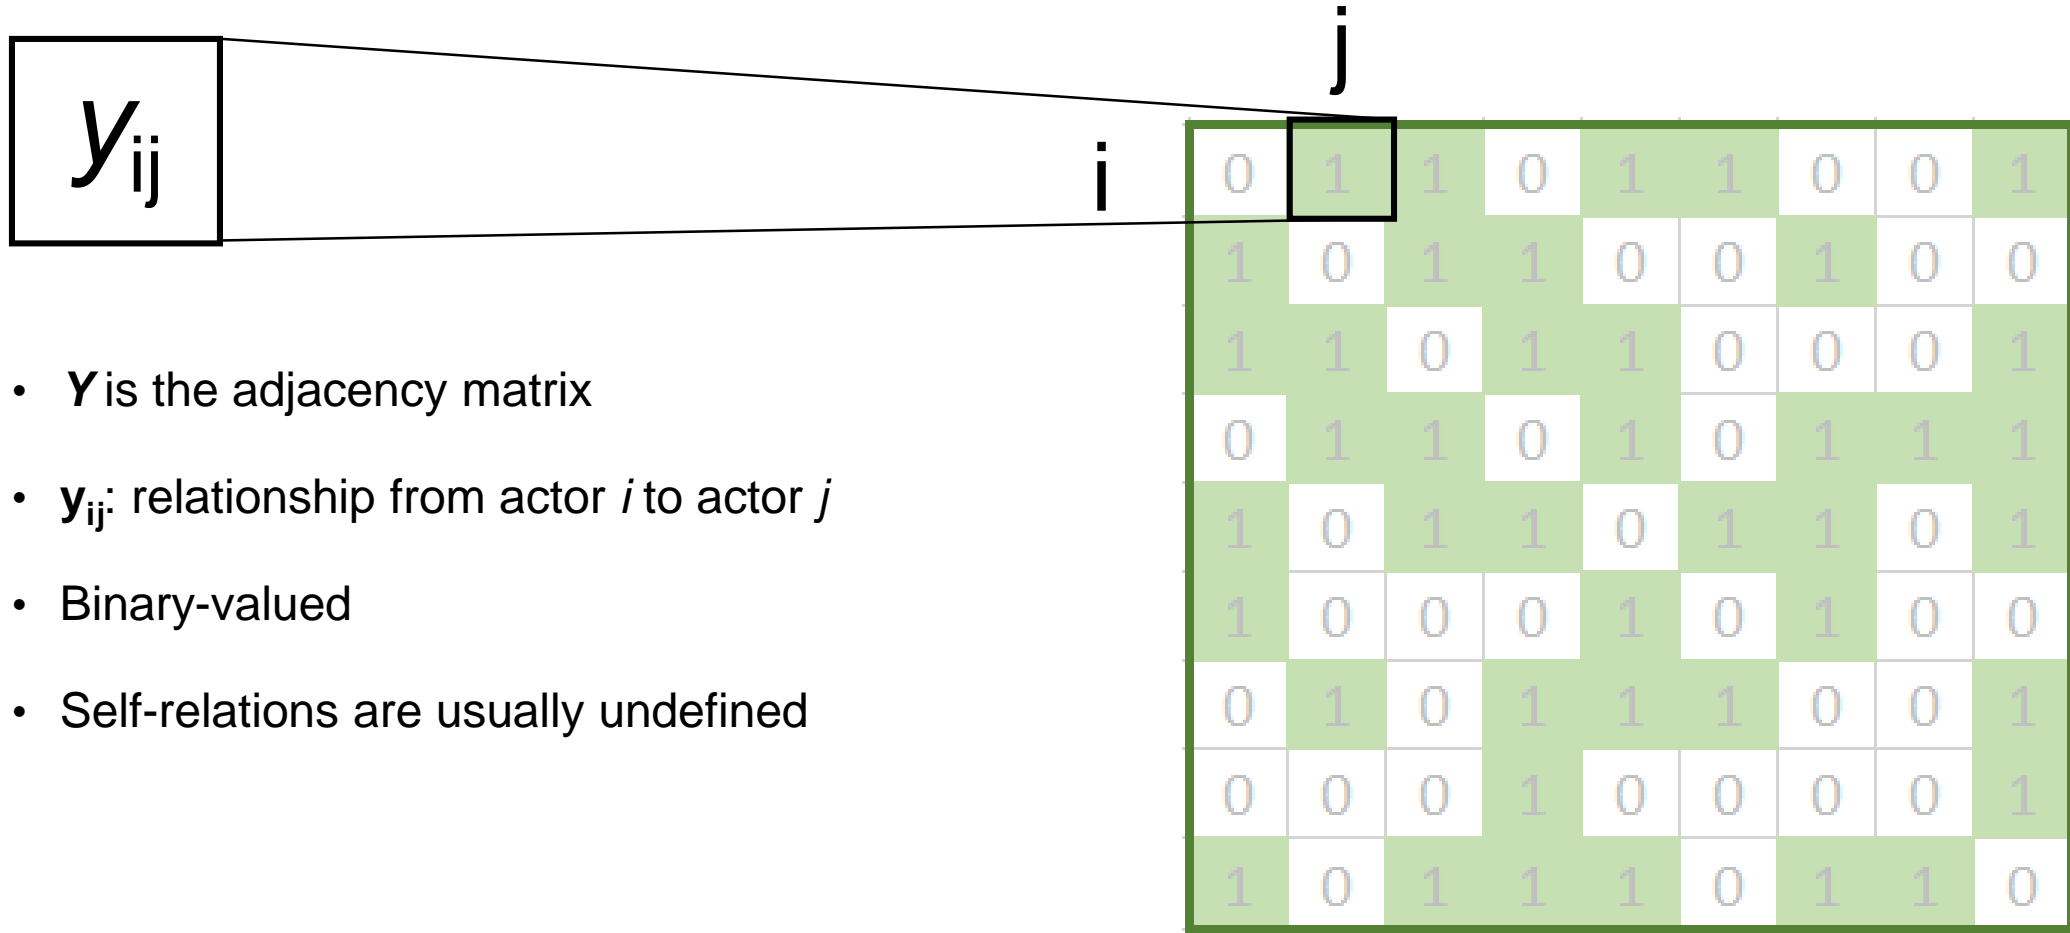 j
y_ij
i
0 1 1 0 1 1 0 0 1
1 0 1 1 0 0 1 0 0
1 1 0 1 1 0 0 0 1
0 1 1 0 1 0 1 1 1
1 0 1 1 0 1 1 0 1
1 0 0 0 1 0 1 0 0
0 1 0 1 1 1 0 0 1
0 0 0 1 0 0 0 0 1
1 0 1 1 1 0 1 1 0
• Y is the adjacency matrix
• y_ij: relationship from actor i to actor j
• Binary-valued
• Self-relations are usually undefined